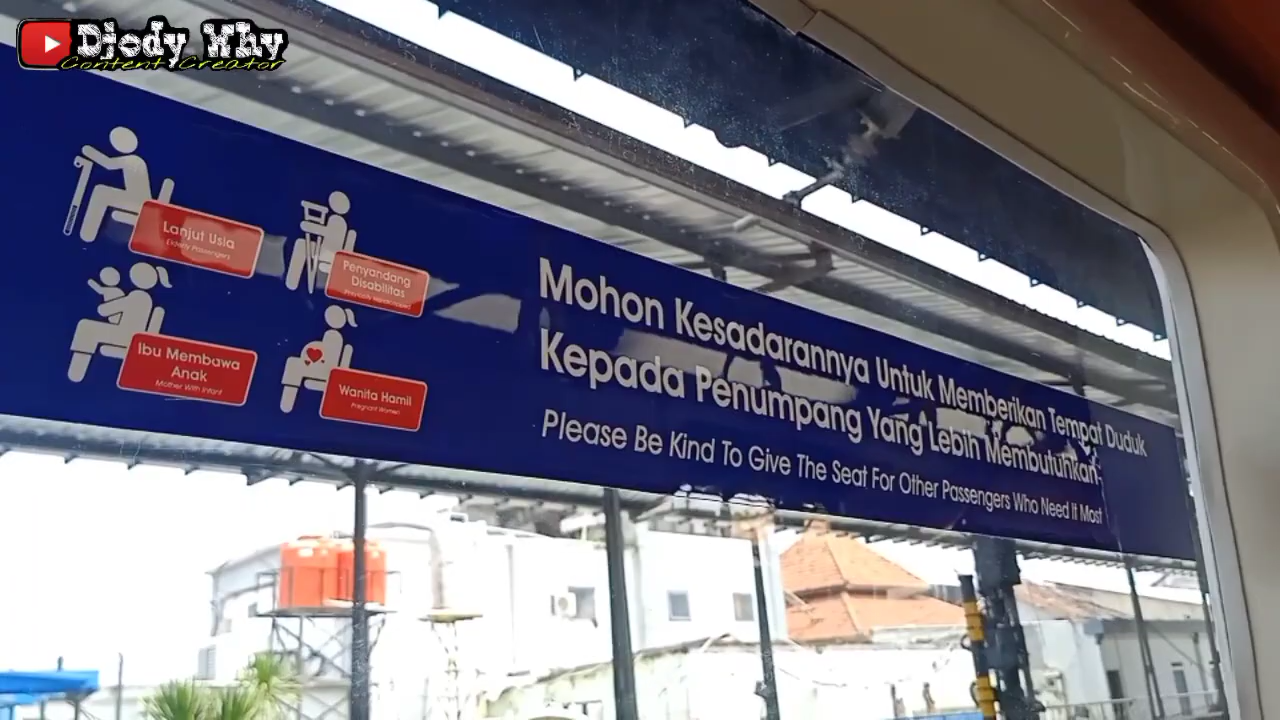 Djody Why
Content Creator
Lanjut Usia
Elderly Passengers
Penyandang
Disabilitas
Physically Handicapped
Ibu Membawa
Anak
Mother With Infant
Wanita Hamil
Pregnant Women
Mohon Kesadarannya Untuk Memberikan Tempat Duduk
Kepada Penumpang Yang Lebih Membutuhkan
Please Be Kind To Give The Seat For Other Passengers Who Need It Most